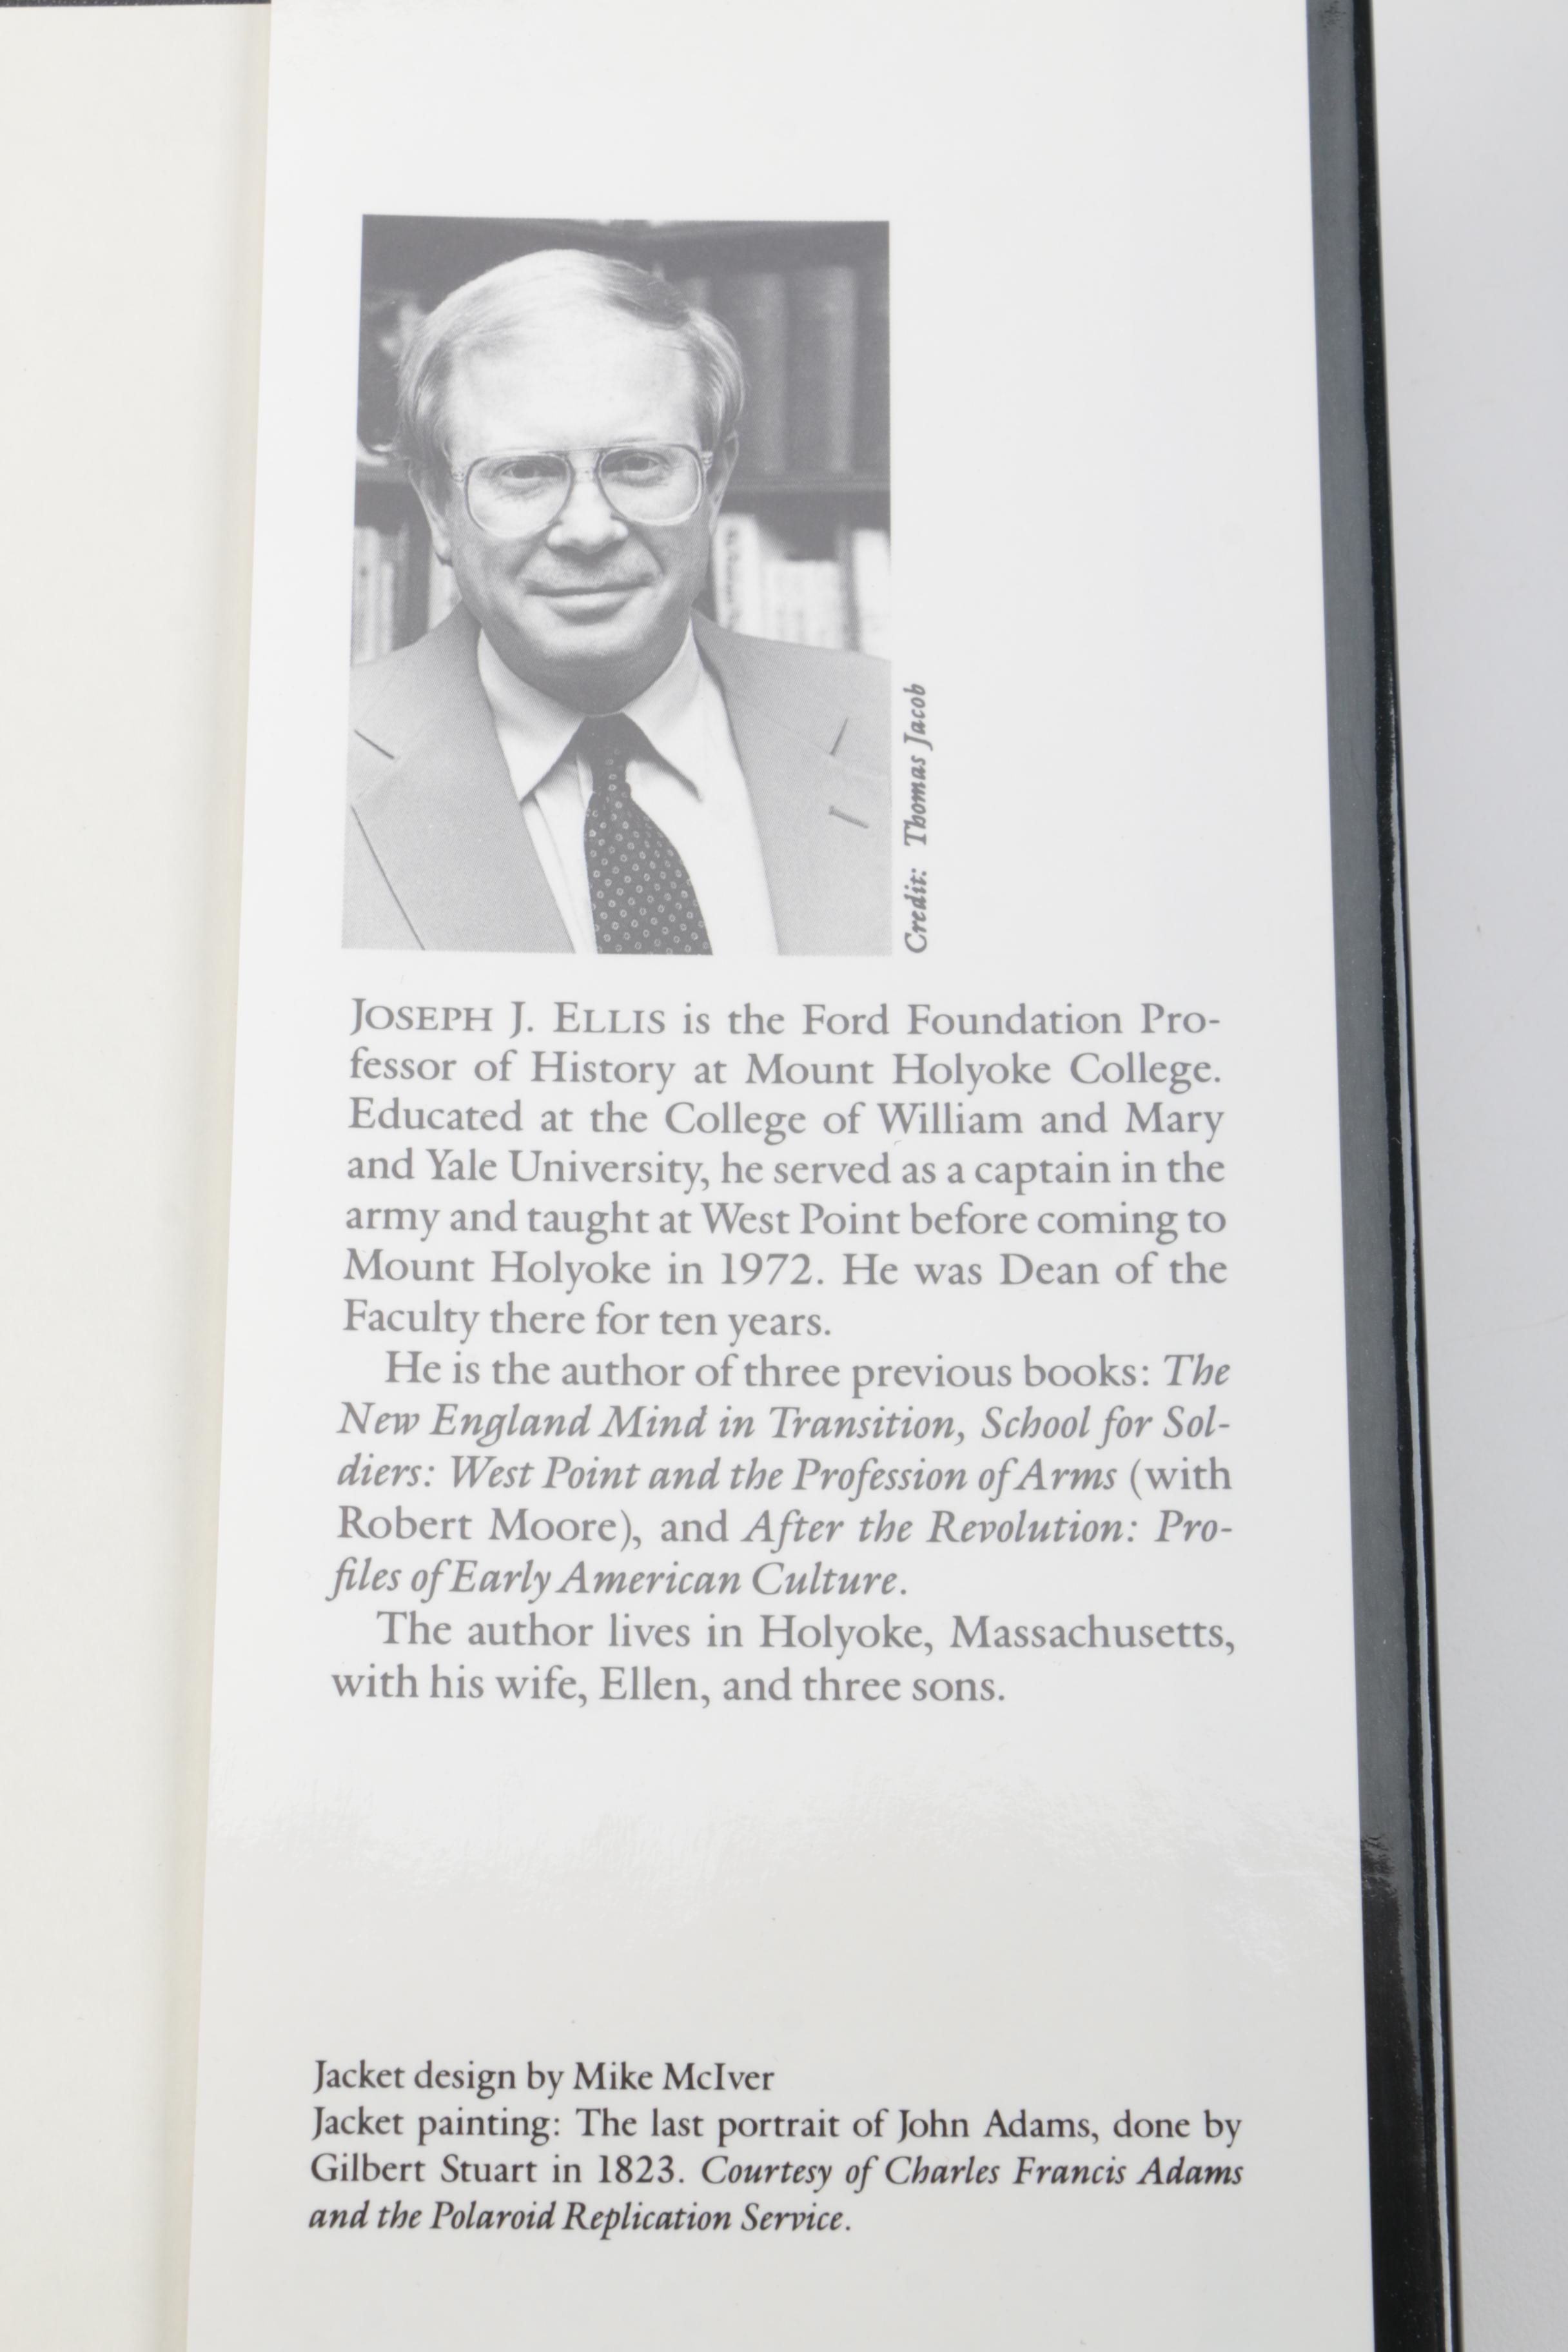 Credit: Thomas Jacob
JOSEPH J. ELLIS is the Ford Foundation Pro-
fessor of History at Mount Holyoke College.
Educated at the College of William and Mary
and Yale University, he served as a captain in the
army and taught at West Point before coming to
Mount Holyoke in 1972. He was Dean of the
Faculty there for ten years.
He is the author of three previous books: The
New England Mind in Transition, School for Sol-
diers: West Point and the Profession of Arms (with
Robert Moore), and After the Revolution: Pro-
files of Early American Culture.
The author lives in Holyoke, Massachusetts,
with his wife, Ellen, and three sons.
Jacket design by Mike McIver
Jacket painting: The last portrait of John Adams, done by
Gilbert Stuart in 1823. Courtesy of Charles Francis Adams
and the Polaroid Replication Service.